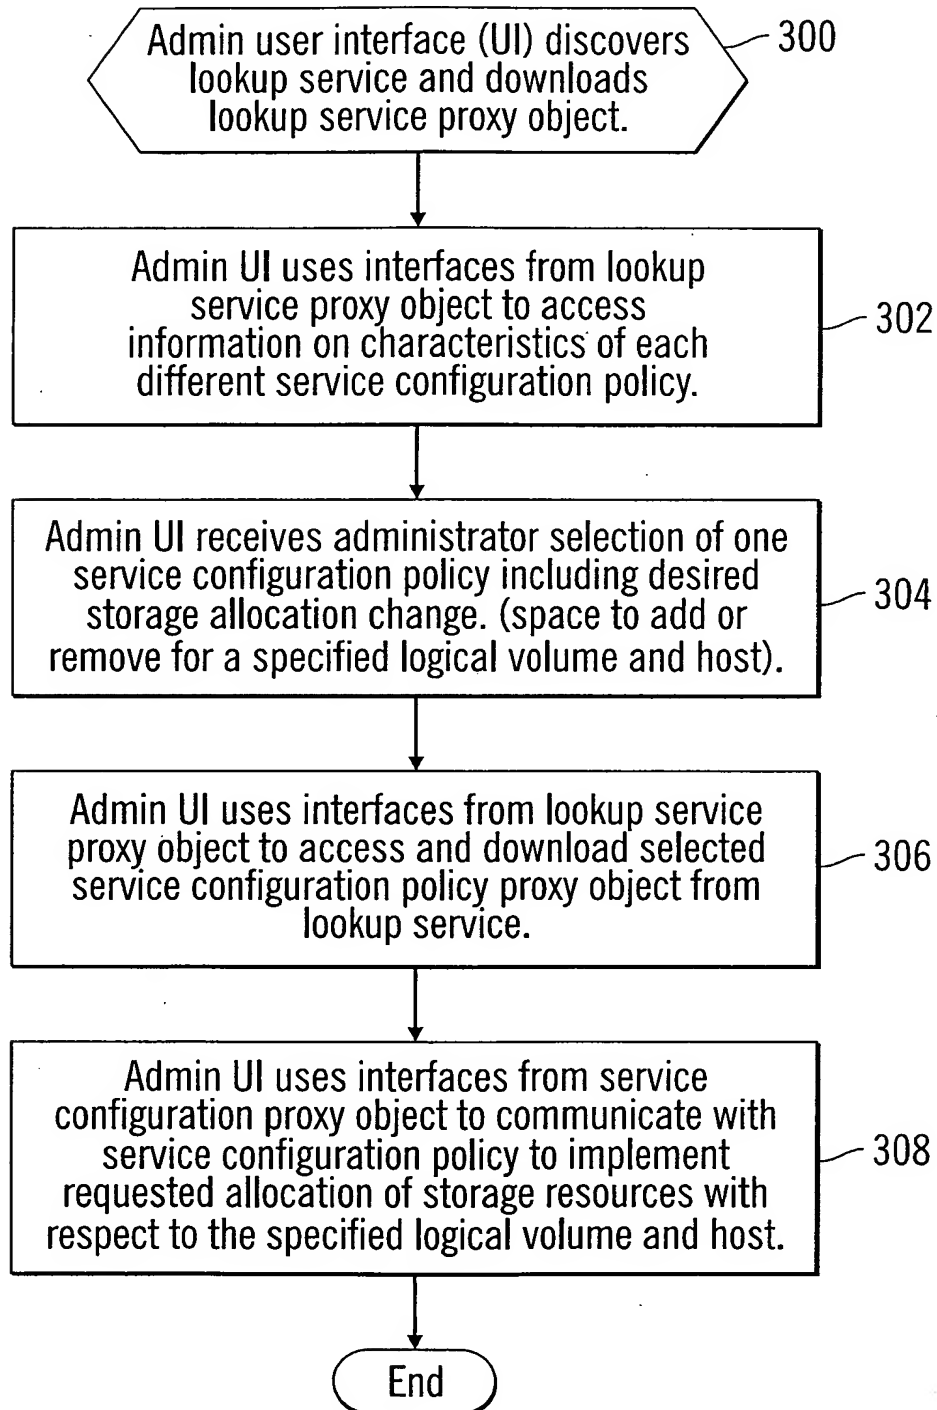 Admin user interface (UI) discovers
lookup service and downloads
lookup service proxy object.
300
Admin UI uses interfaces from lookup
service proxy object to access
information on characteristics of each
different service configuration policy.
302
Admin UI receives administrator selection of one
service configuration policy including desired
storage allocation change. (space to add or
remove for a specified logical volume and host).
304
Admin UI uses interfaces from lookup service
proxy object to access and download selected
service configuration policy proxy object from
lookup service.
306
Admin UI uses interfaces from service
configuration proxy object to communicate with
service configuration policy to implement
requested allocation of storage resources with
respect to the specified logical volume and host.
308
End